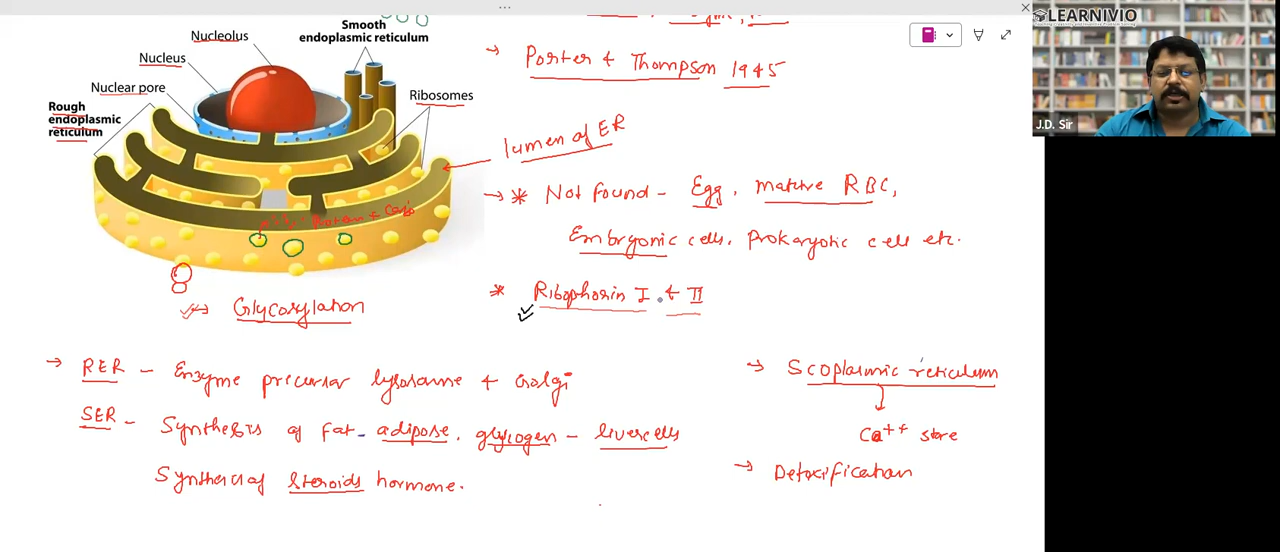 LEARNIVIO
Smooth
endoplasmic reticulum
Nucleolus
Nucleus
Nuclear pore
Rough
endoplasmic
reticulum
Ribosomes
→ Porter & Thompson 1945
lumen of ER
→ * Not found - Egg, mature RBC,
Embryonic cells, Prokaryotic cell etc.
Protein +
* Ribophorin I & II
→ Glycosylation
→ RER - Enzyme precursor lysosome & Golgi
SER - Synthesis of fat - adipose, glycogen - liver cells
Synthesis of steroids hormone.
→ Scoplasmic reticulum
Ca++ store
→ Detoxification
J.D. Sir